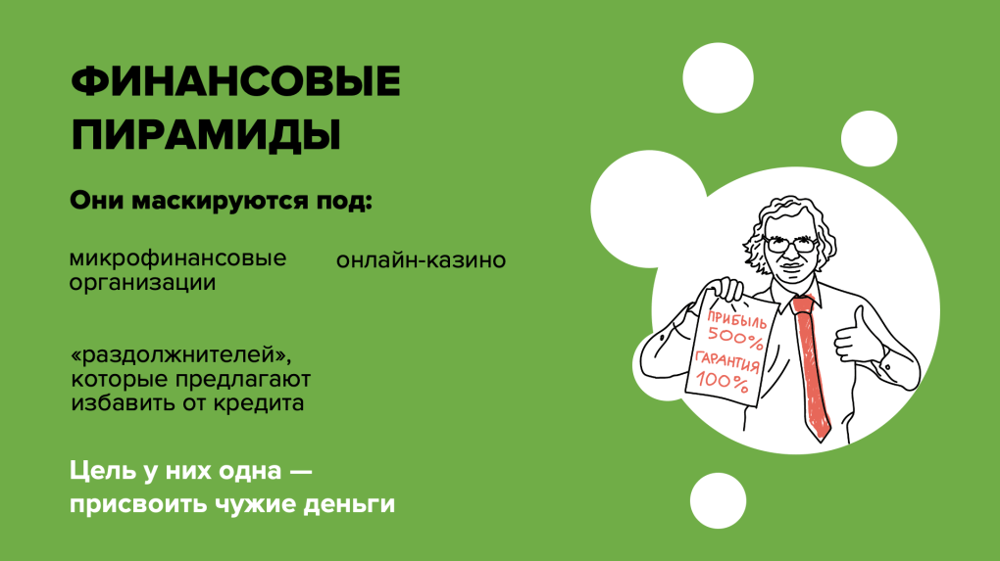 ФИНАНСОВЫЕ
ПИРАМИДЫ
Они маскируются под:
микрофинансовые
организации
онлайн-казино
«раздолжнителей»,
которые предлагают
избавить от кредита
Цель у них одна —
присвоить чужие деньги
ПРИБЫЛЬ
500%
ГАРАНТИЯ
100%